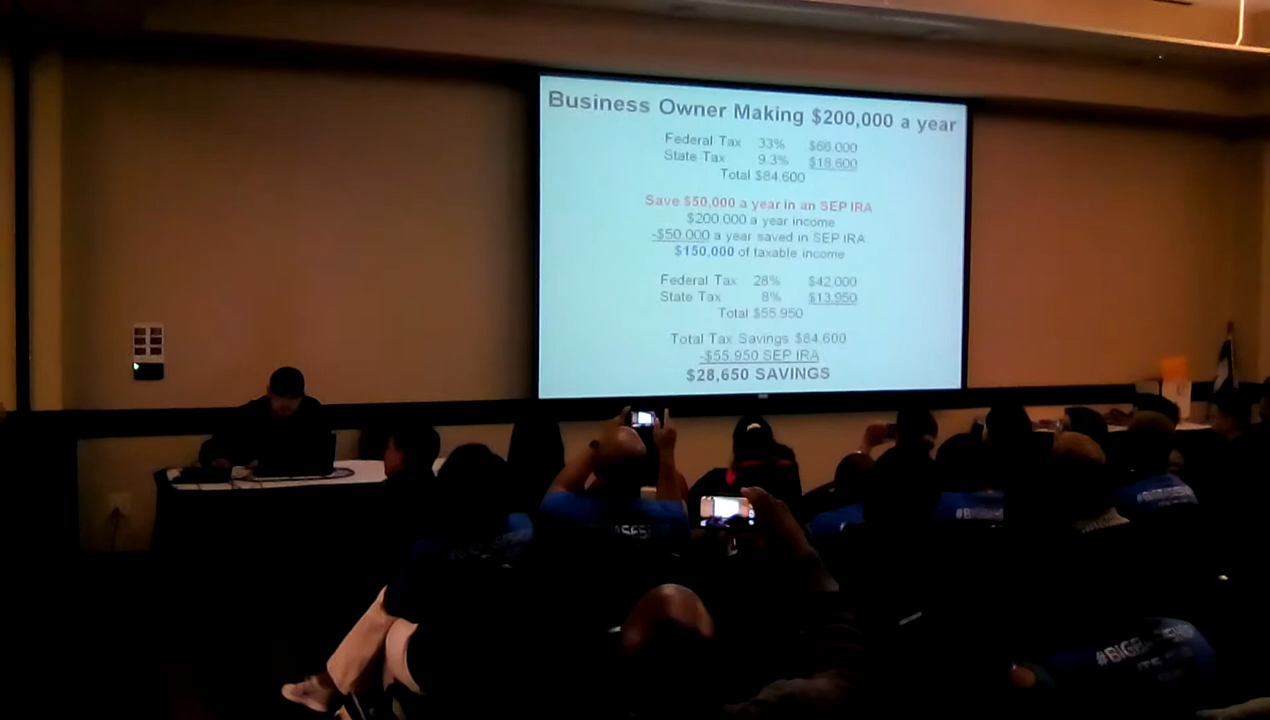 Business Owner Making $200,000 a year
Federal Tax 33% $66,000
State Tax 9.3% $18,600
Total $84,600
Save $50,000 a year in an SEP IRA
$200,000 a year income
-$50,000 a year saved in SEP IRA
$150,000 of taxable income
Federal Tax 28% $42,000
State Tax 8% $13,950
Total $55,950
Total Tax Savings $84,600
-$55,950 SEP IRA
$28,650 SAVINGS